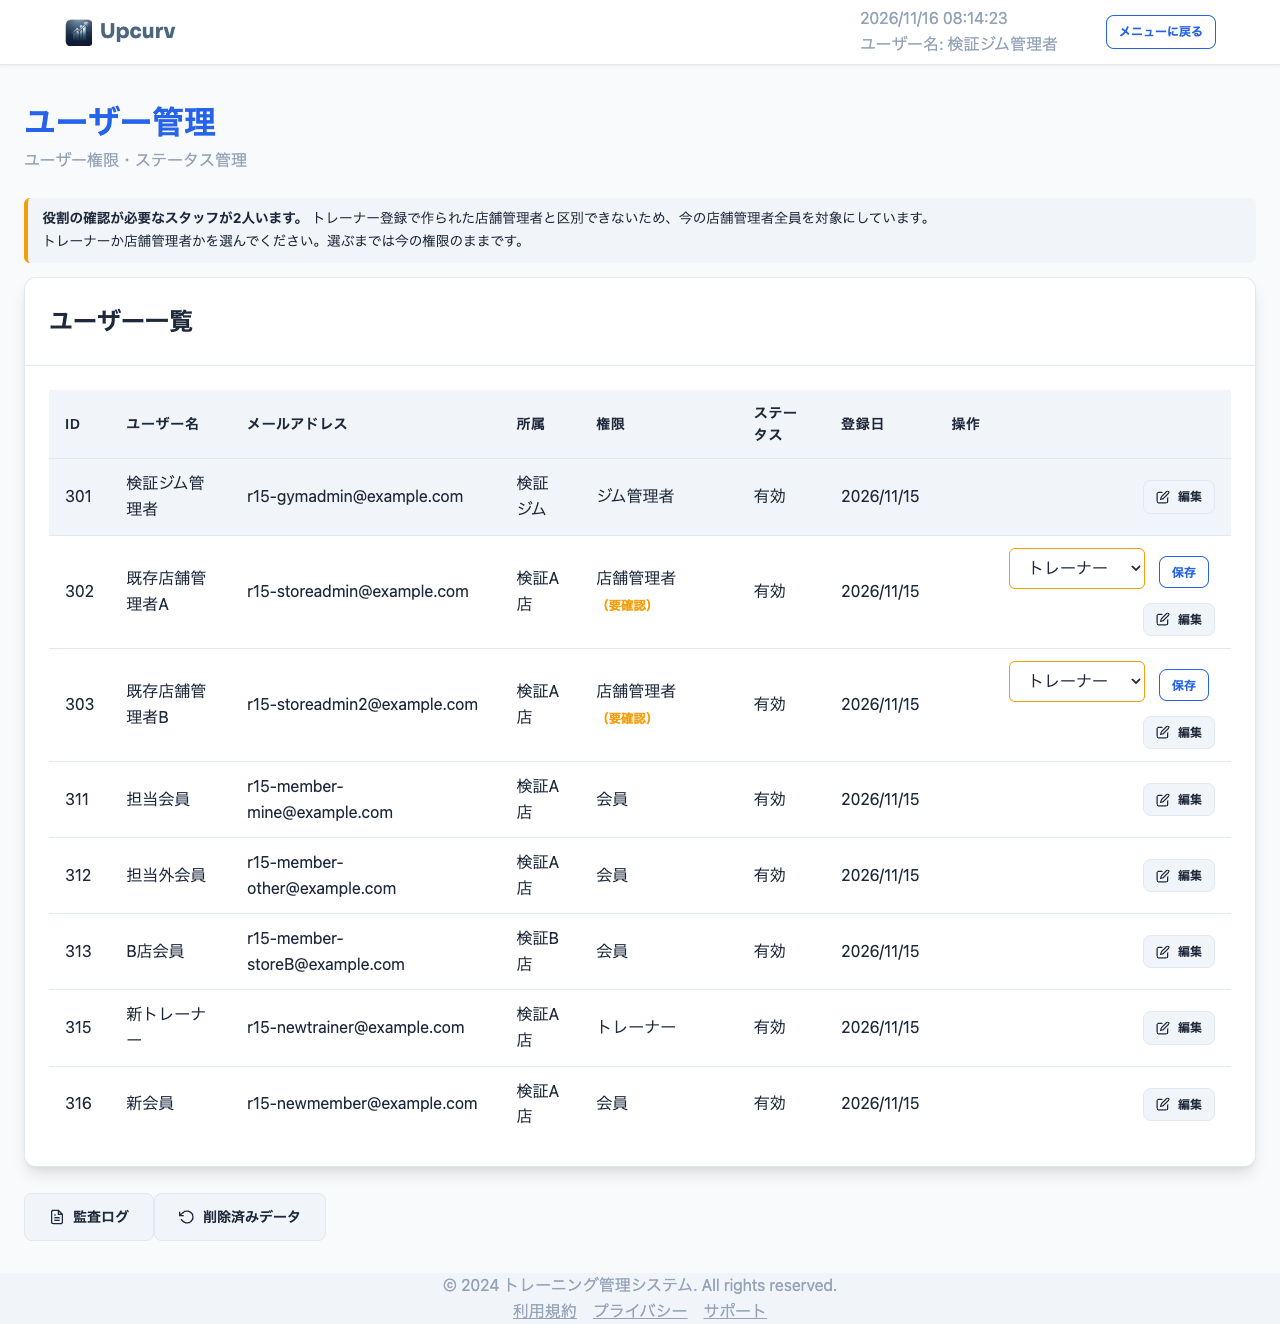 Upcurv
2026/11/16 08:14:23
ユーザー名: 検証ジム管理者
メニューに戻る
ユーザー管理
ユーザー権限・ステータス管理
役割の確認が必要なスタッフが2人います。 トレーナー登録で作られた店舗管理者と区別できないため、今の店舗管理者全員を対象にしています。
トレーナーか店舗管理者かを選んでください。選ぶまでは今の権限のままです。
ユーザー一覧
ID ユーザー名 メールアドレス 所属 権限 ステータス 登録日 操作
301 検証ジム管理者 r15-gymadmin@example.com 検証ジム ジム管理者 有効 2026/11/15 編集
302 既存店舗管理者A r15-storeadmin@example.com 検証A店 店舗管理者 (要確認) 有効 2026/11/15 トレーナー 保存 編集
303 既存店舗管理者B r15-storeadmin2@example.com 検証A店 店舗管理者 (要確認) 有効 2026/11/15 トレーナー 保存 編集
311 担当会員 r15-member-mine@example.com 検証A店 会員 有効 2026/11/15 編集
312 担当外会員 r15-member-other@example.com 検証A店 会員 有効 2026/11/15 編集
313 B店会員 r15-member-storeB@example.com 検証B店 会員 有効 2026/11/15 編集
315 新トレーナー r15-newtrainer@example.com 検証A店 トレーナー 有効 2026/11/15 編集
316 新会員 r15-newmember@example.com 検証A店 会員 有効 2026/11/15 編集
監査ログ 削除済みデータ
© 2024 トレーニング管理システム. All rights reserved.
利用規約 プライバシー サポート